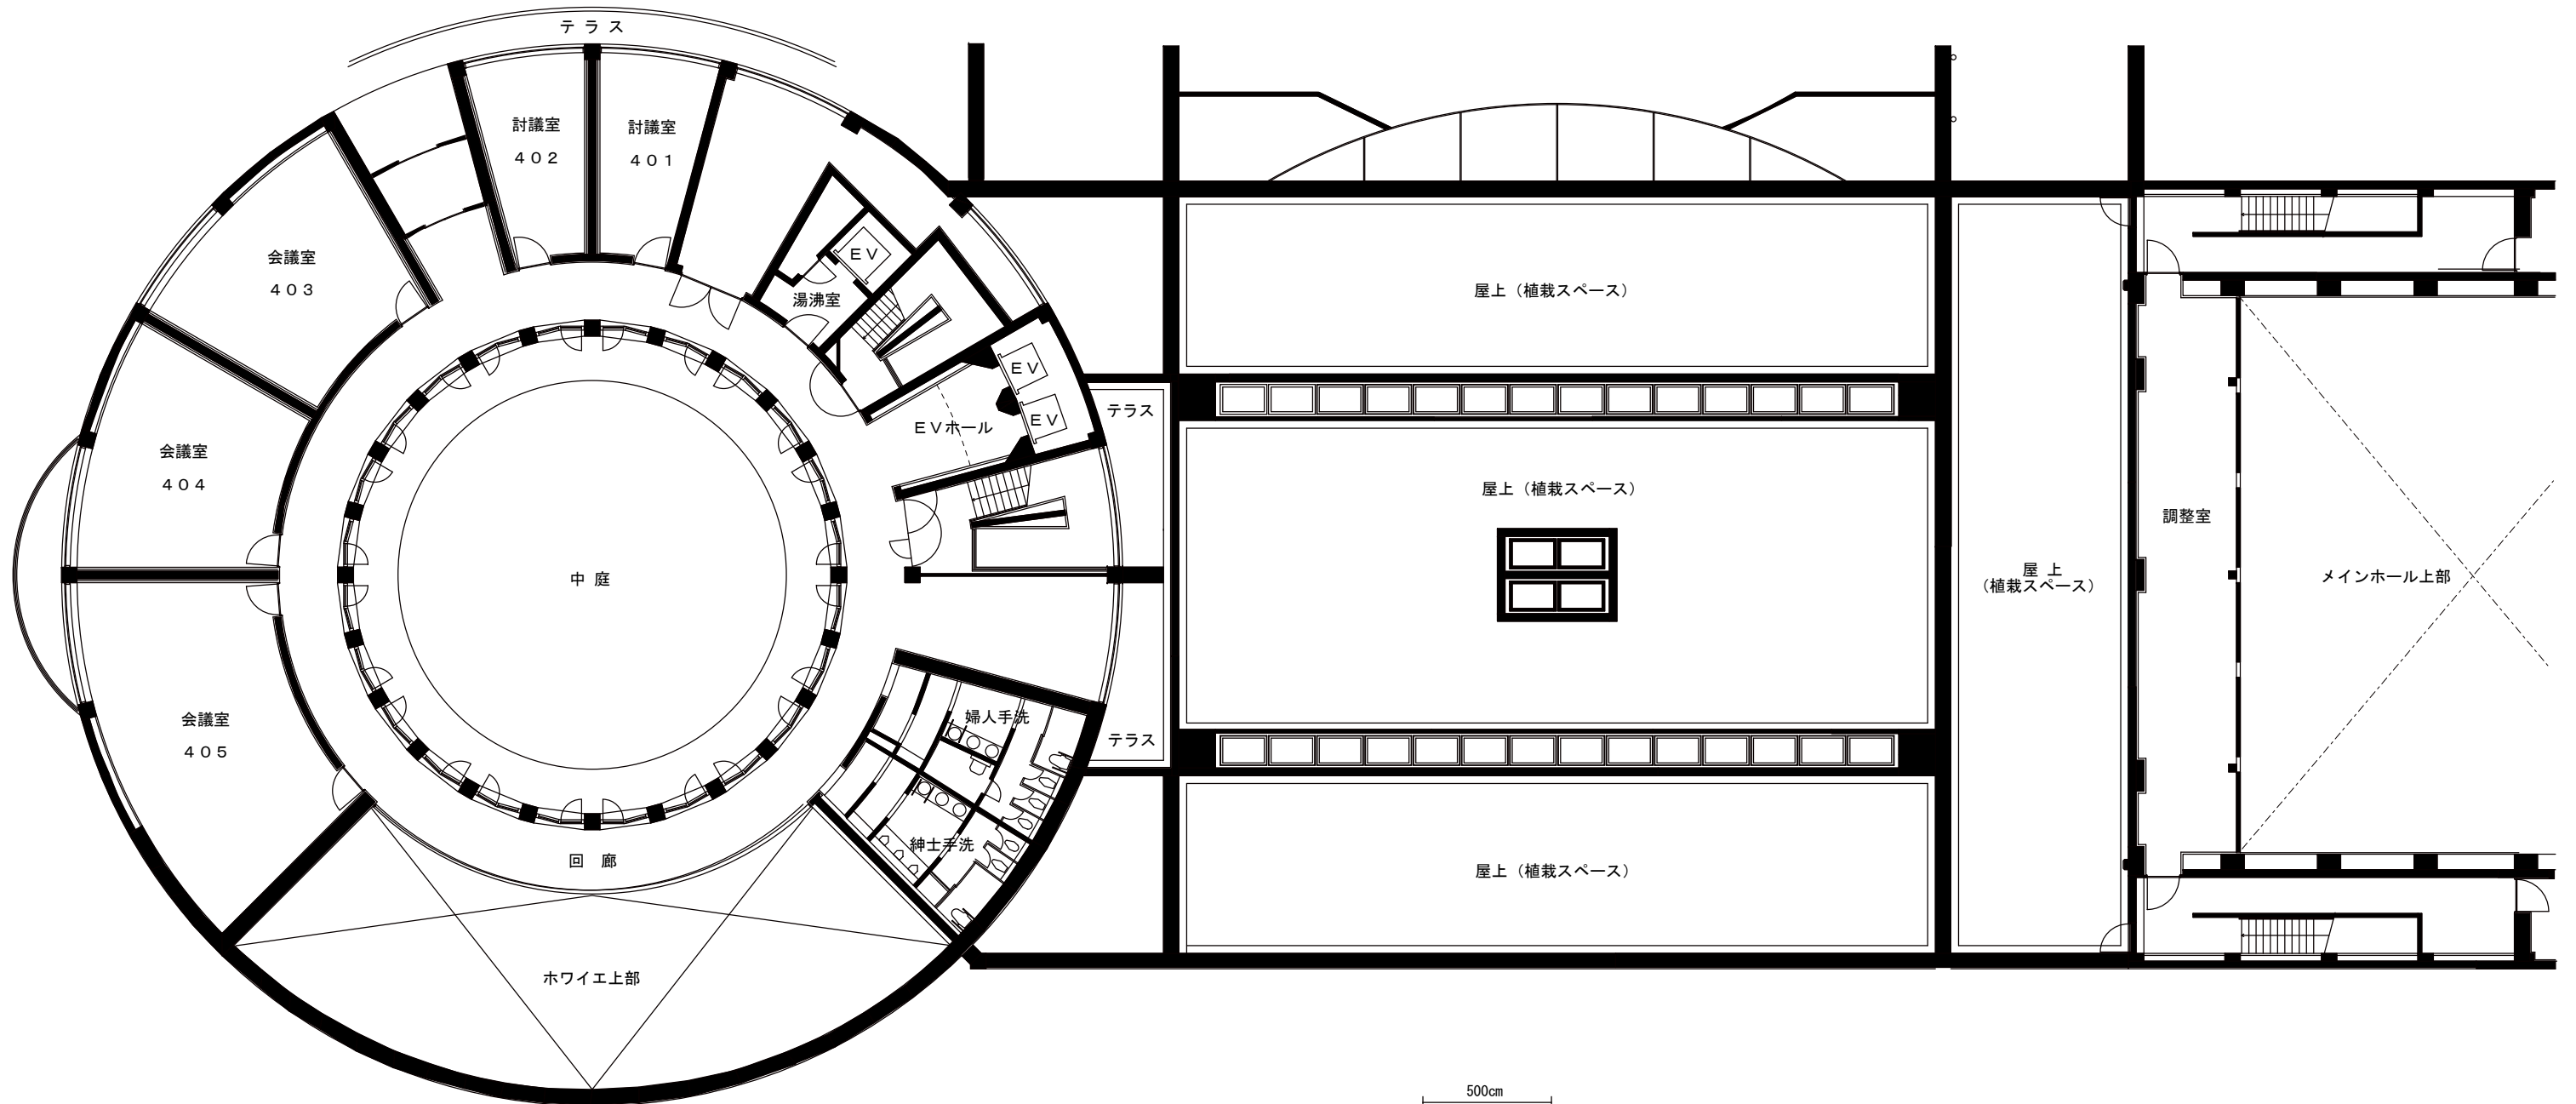 テラス
討議室
４０２
討議室
４０１
ＥＶ
湯沸室
会議室
４０３
屋上（植栽スペース）
ＥＶ
テラス
ＥＶ
ＥＶホール
会議室
４０４
屋上（植栽スペース）
調整室
中庭
屋上
（植栽スペース）
メインホール上部
会議室
４０５
婦人手洗
テラス
紳士手洗
回廊
屋上（植栽スペース）
ホワイエ上部
500cm